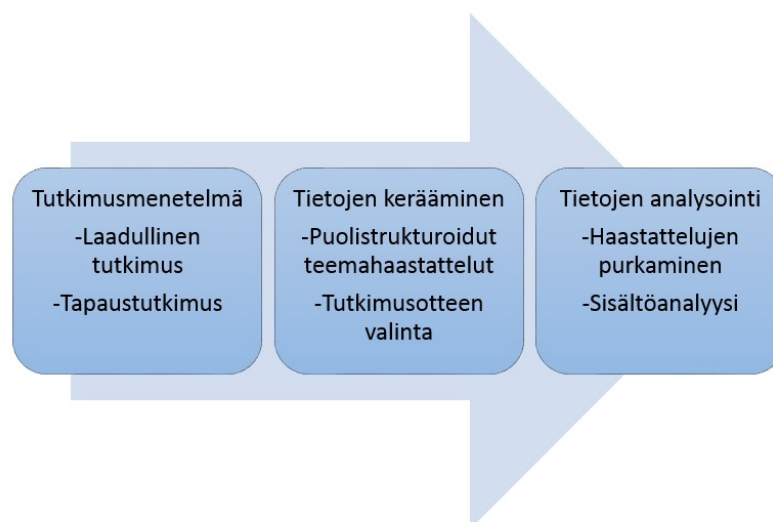 Tutkimusmenetelmä
-Laadullinen
tutkimus
-Tapaustutkimus
Tietojen kerääminen
-Puolistrukturoidut
teemahaastattelut
-Tutkimusotteen
valinta
Tietojen analysointi
-Haastattelujen
purkaminen
-Sisältöanalyysi